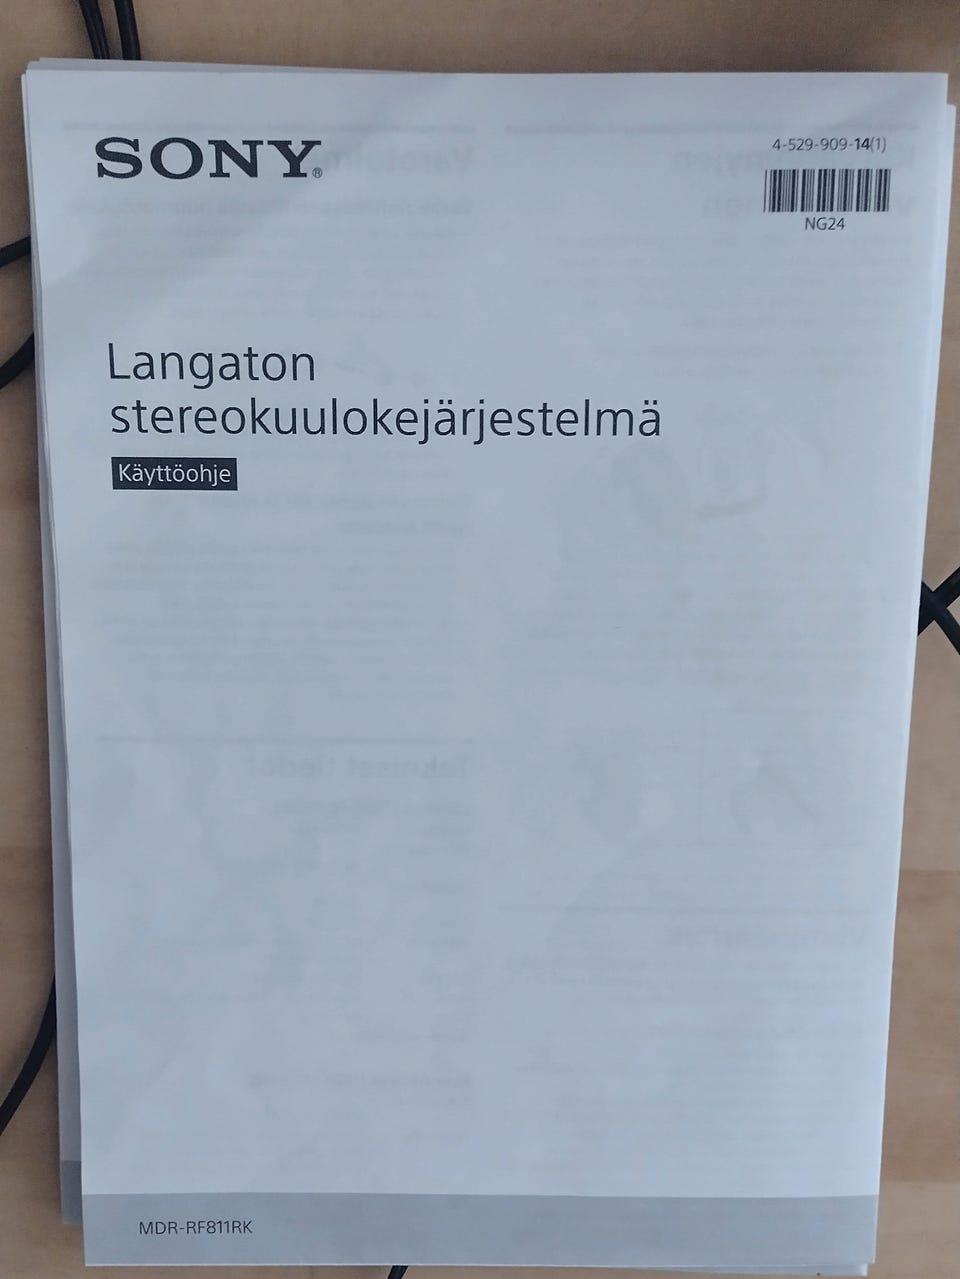 SONY®
4-529-909-14(1)
NG24
Langaton
stereokuulokejärjestelmä
Käyttöohje
MDR-RF811RK